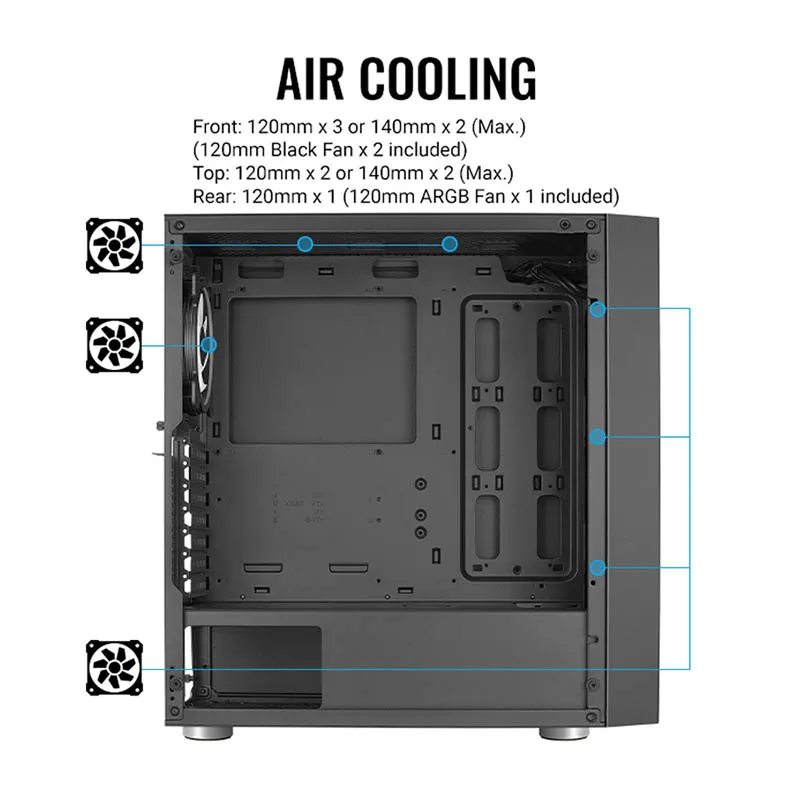 AIR COOLING
Front: 120mm x 3 or 140mm x 2 (Max.)
(120mm Black Fan x 2 included)
Top: 120mm x 2 or 140mm x 2 (Max.)
Rear: 120mm x 1 (120mm ARGB Fan x 1 included)